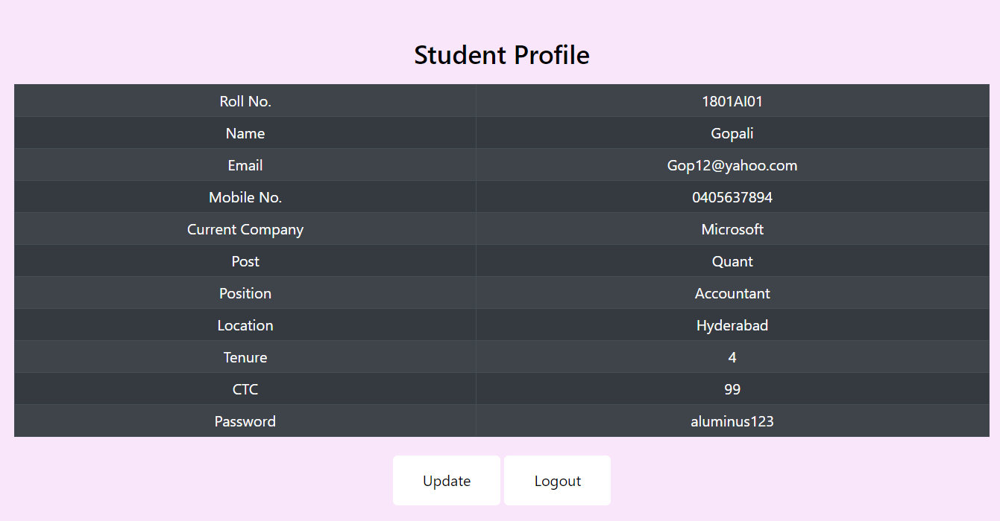 Student Profile
Roll No. 1801AI01
Name Gopali
Email Gop12@yahoo.com
Mobile No. 0405637894
Current Company Microsoft
Post Quant
Position Accountant
Location Hyderabad
Tenure 4
CTC 99
Password aluminus123
Update Logout